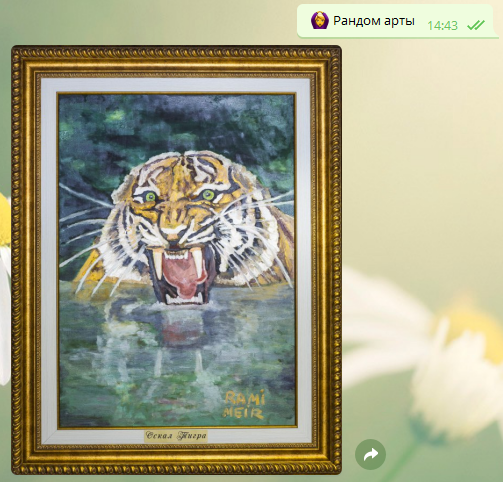 Рандом арты
14:43
RAMI
MEIR
Оскал Тигра